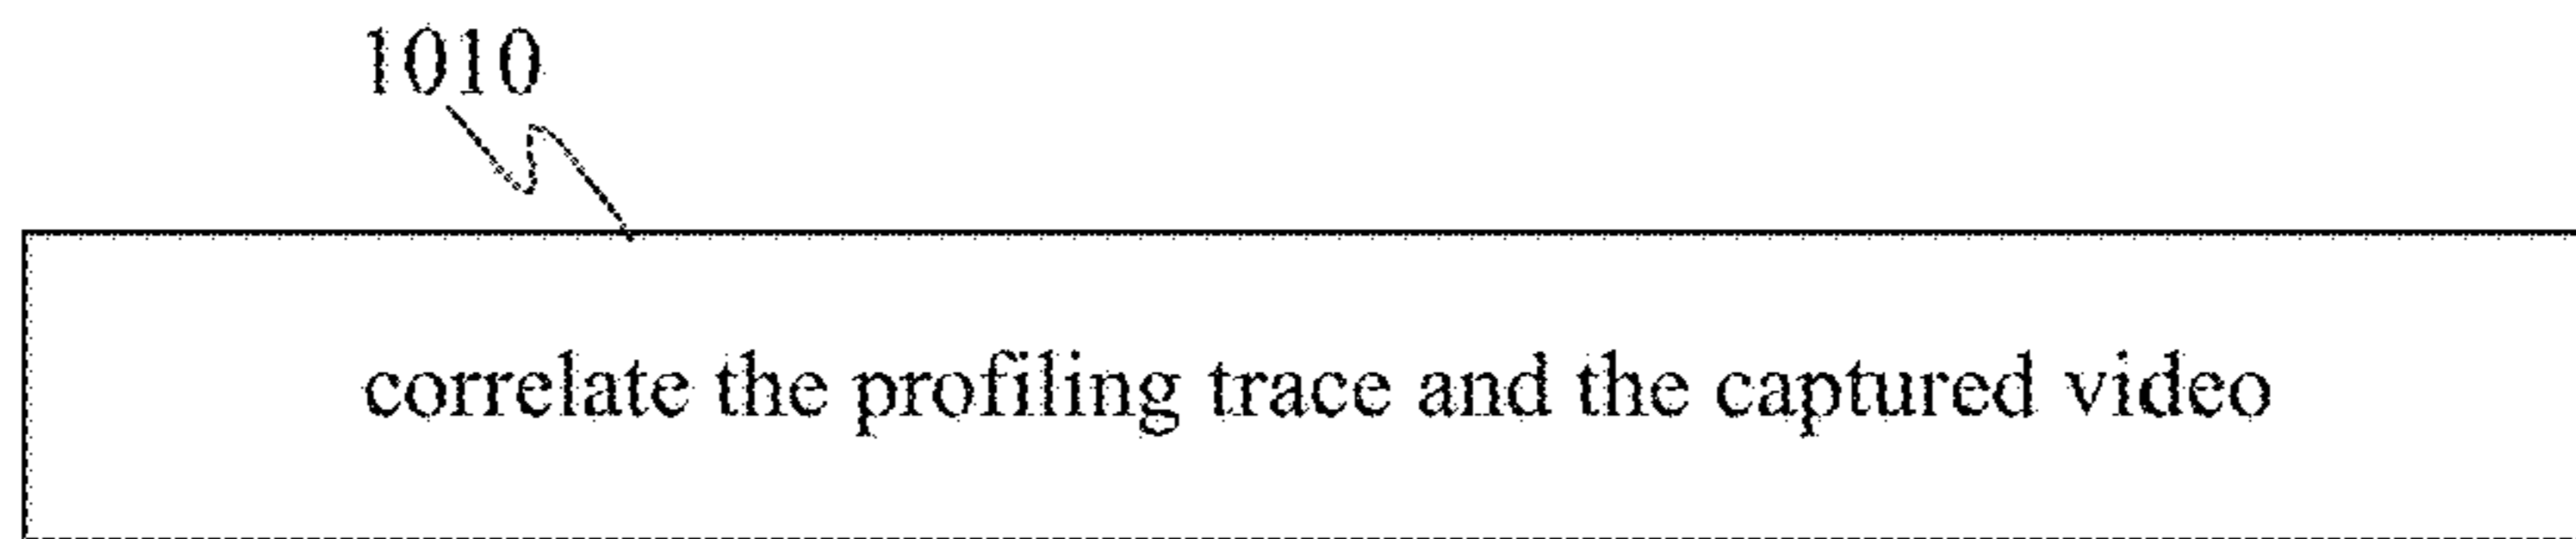 1010
correlate the profiling trace and the captured video